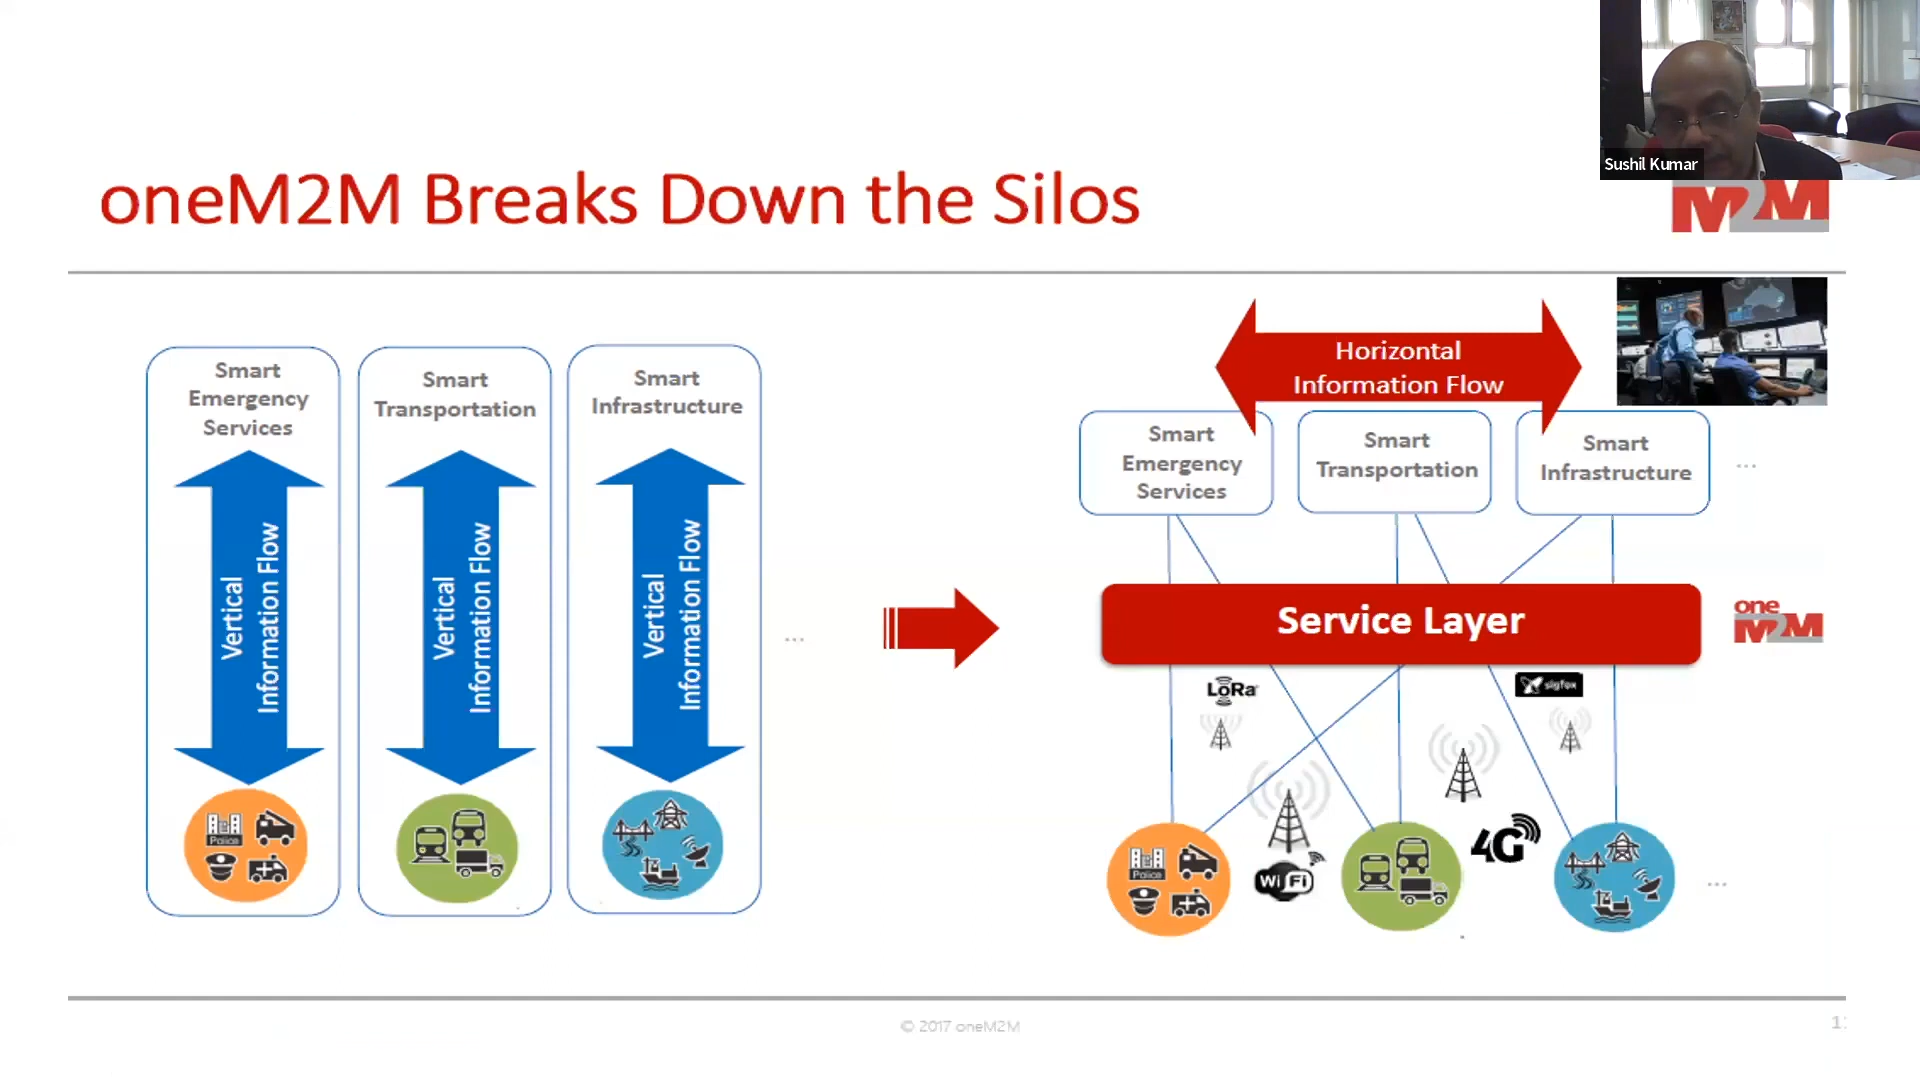 Sushil Kumar
oneM2M Breaks Down the Silos
M2M
Smart
Emergency
Services
Vertical
Information Flow
Police
Smart
Transportation
Vertical
Information Flow
Smart
Infrastructure
Vertical
Information Flow
...
Horizontal
Information Flow
Smart
Emergency
Services
Smart
Transportation
Smart
Infrastructure
...
Service Layer
one
M2M
LoRa
sigfox
WiFi
4G
Police
...
© 2017 oneM2M